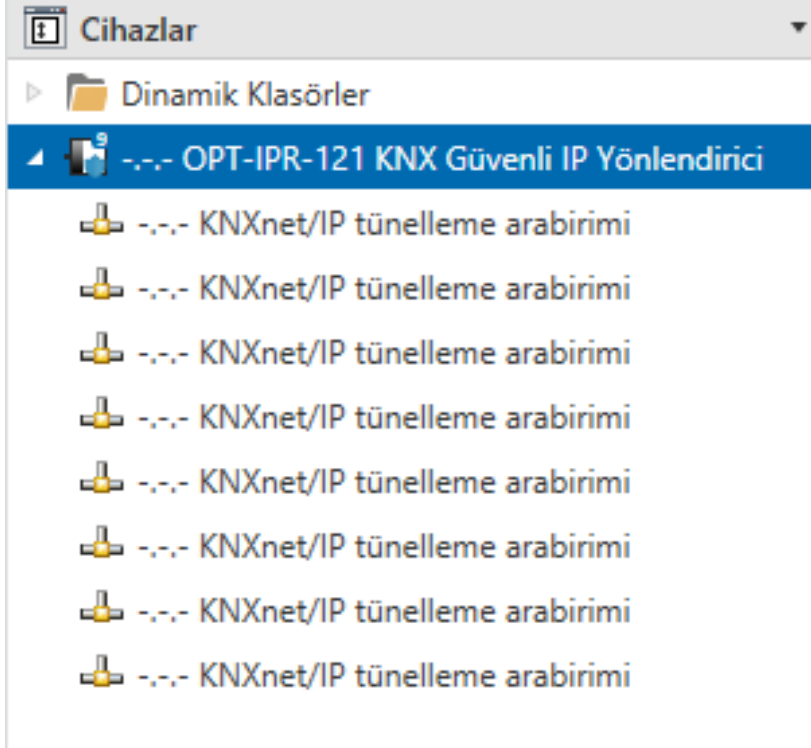 Cihazlar
Dinamik Klasörler
9
-.-.- OPT-IPR-121 KNX Güvenli IP Yönlendirici
-.-.- KNXnet/IP tünelleme arabirimi
-.-.- KNXnet/IP tünelleme arabirimi
-.-.- KNXnet/IP tünelleme arabirimi
-.-.- KNXnet/IP tünelleme arabirimi
-.-.- KNXnet/IP tünelleme arabirimi
-.-.- KNXnet/IP tünelleme arabirimi
-.-.- KNXnet/IP tünelleme arabirimi
-.-.- KNXnet/IP tünelleme arabirimi